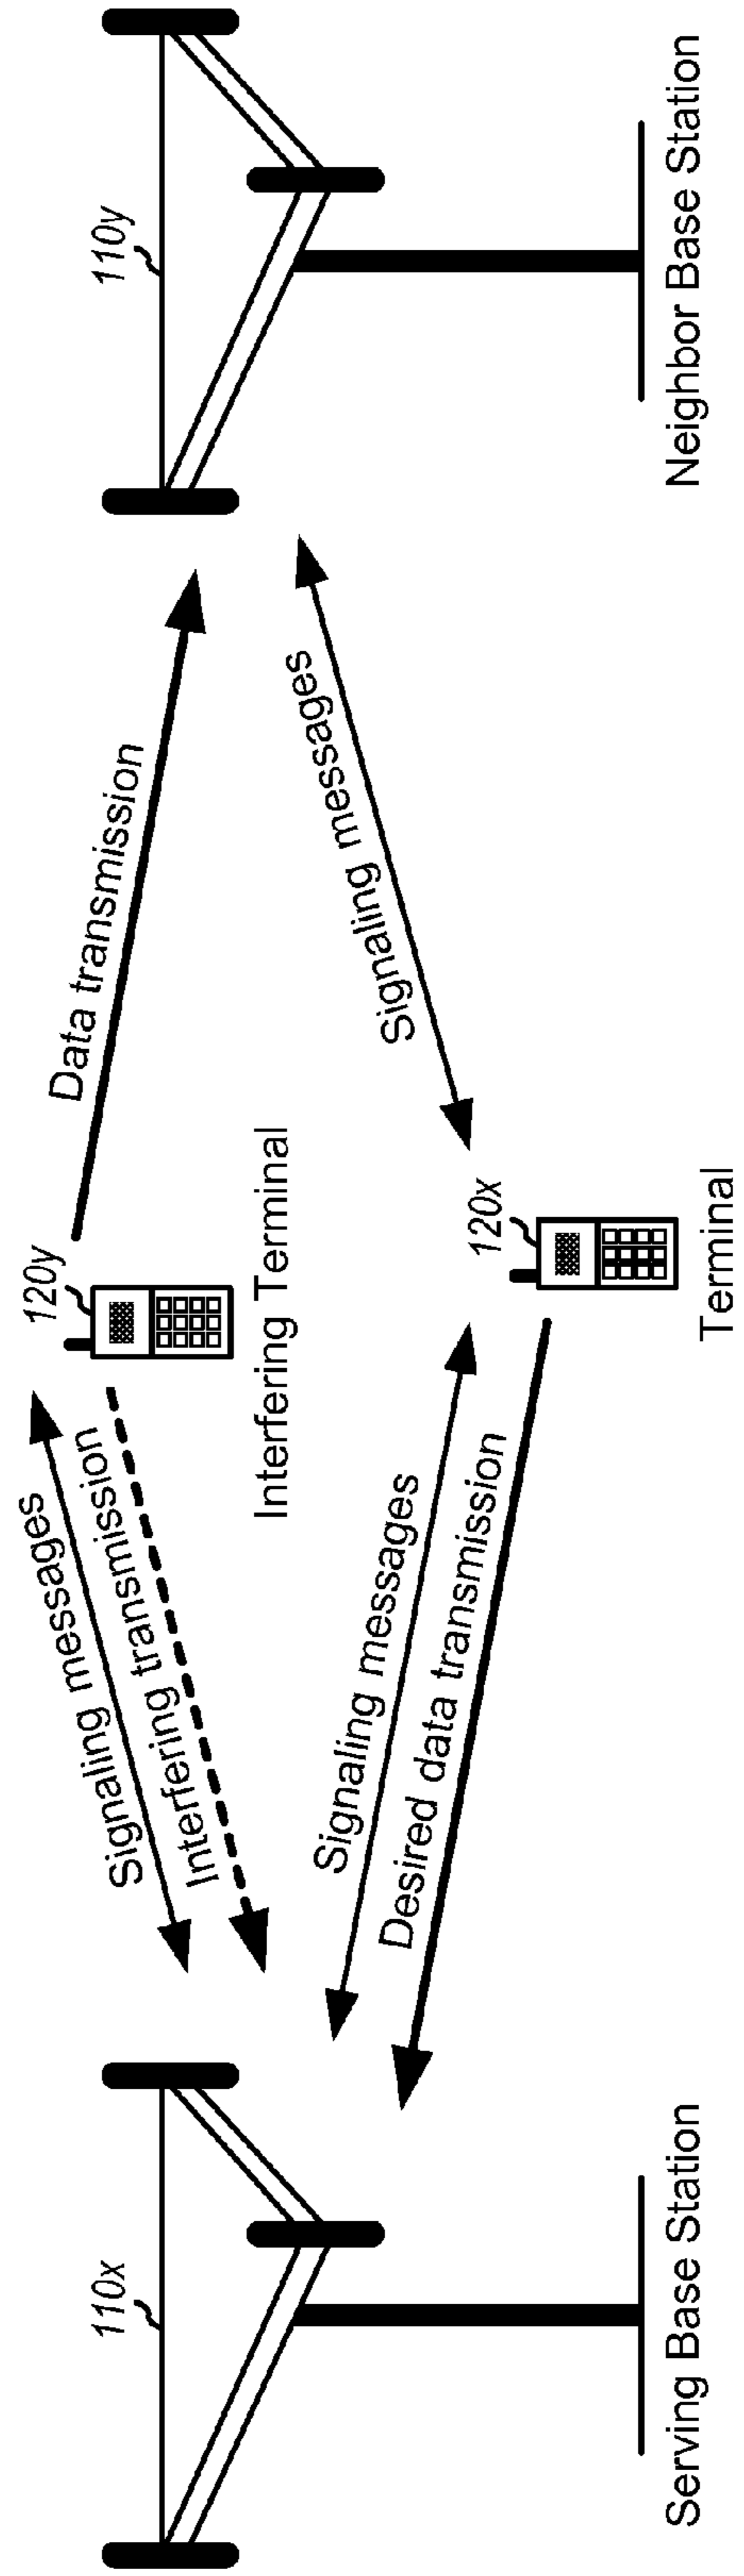 120y
Signaling messages
Interfering transmission
Data transmission
110x
110y
Interfering Terminal
Signaling messages
Desired data transmission
120x
Signaling messages
Serving Base Station
Terminal
Neighbor Base Station